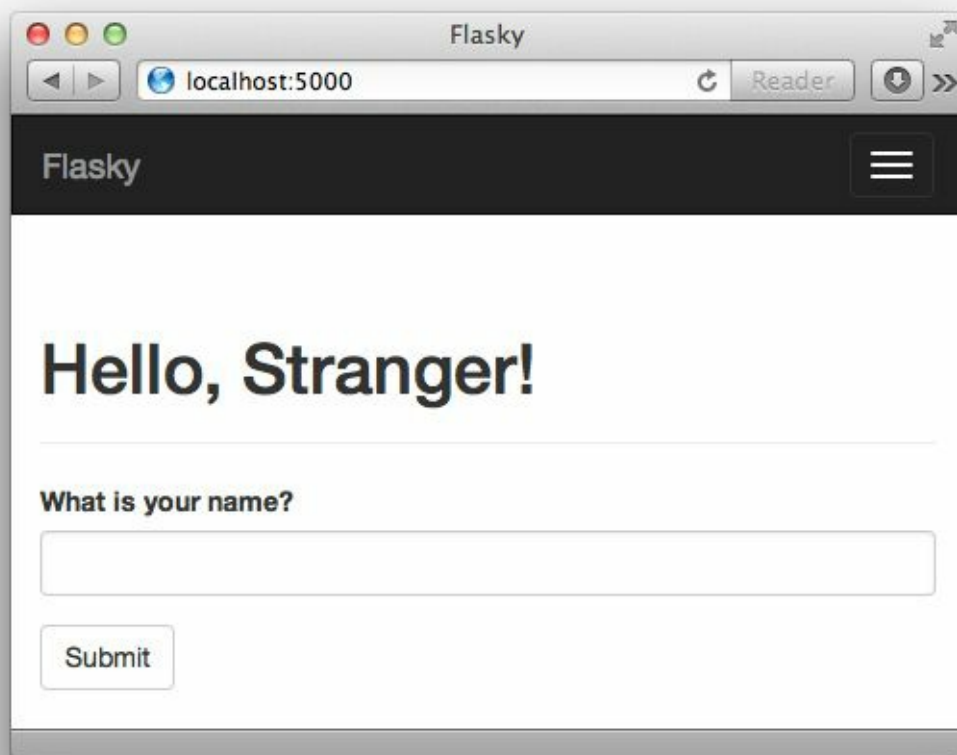 Flasky
localhost:5000
Reader
Flasky
Hello, Stranger!
What is your name?
Submit